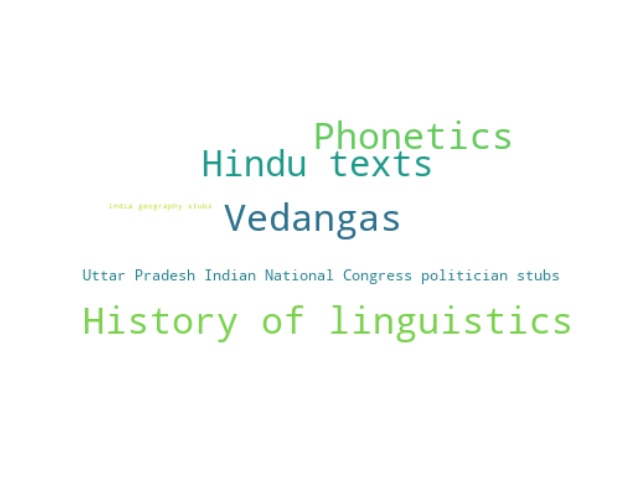 Phonetics
Hindu texts
india geography stubs
Vedangas
Uttar Pradesh Indian National Congress politician stubs
History of linguistics